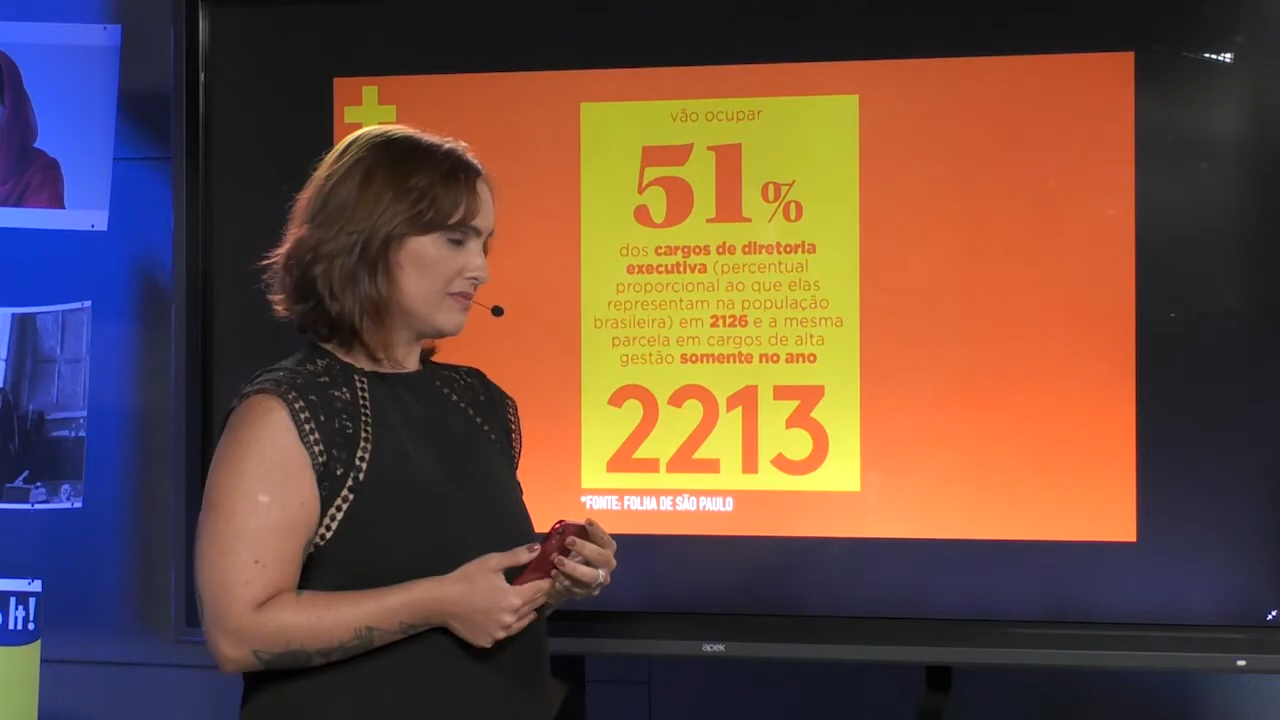 vão ocupar
51%
dos cargos de diretoria
executiva (percentual
proporcional ao que elas
representam na população
brasileira) em 2126 e a mesma
parcela em cargos de alta
gestão somente no ano
2213
*FONTE: FOLHA DE SÃO PAULO
It!
apek